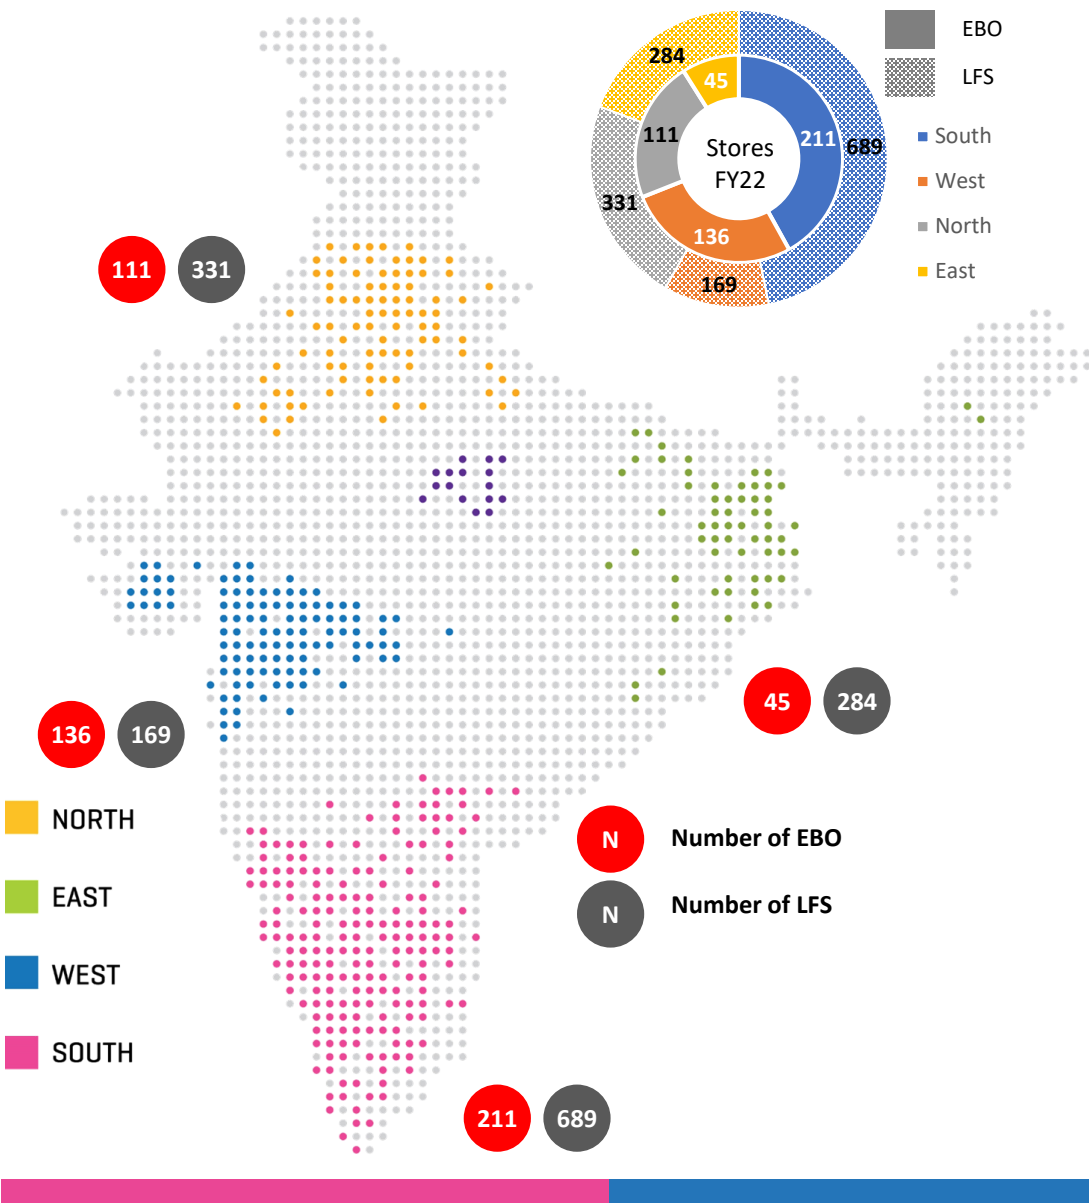 284
45
111
211
689
Stores
FY22
331
136
169
EBO
LFS
South
West
North
East
111 331
136 169
45 284
NORTH
EAST
WEST
SOUTH
N Number of EBO
N Number of LFS
211 689